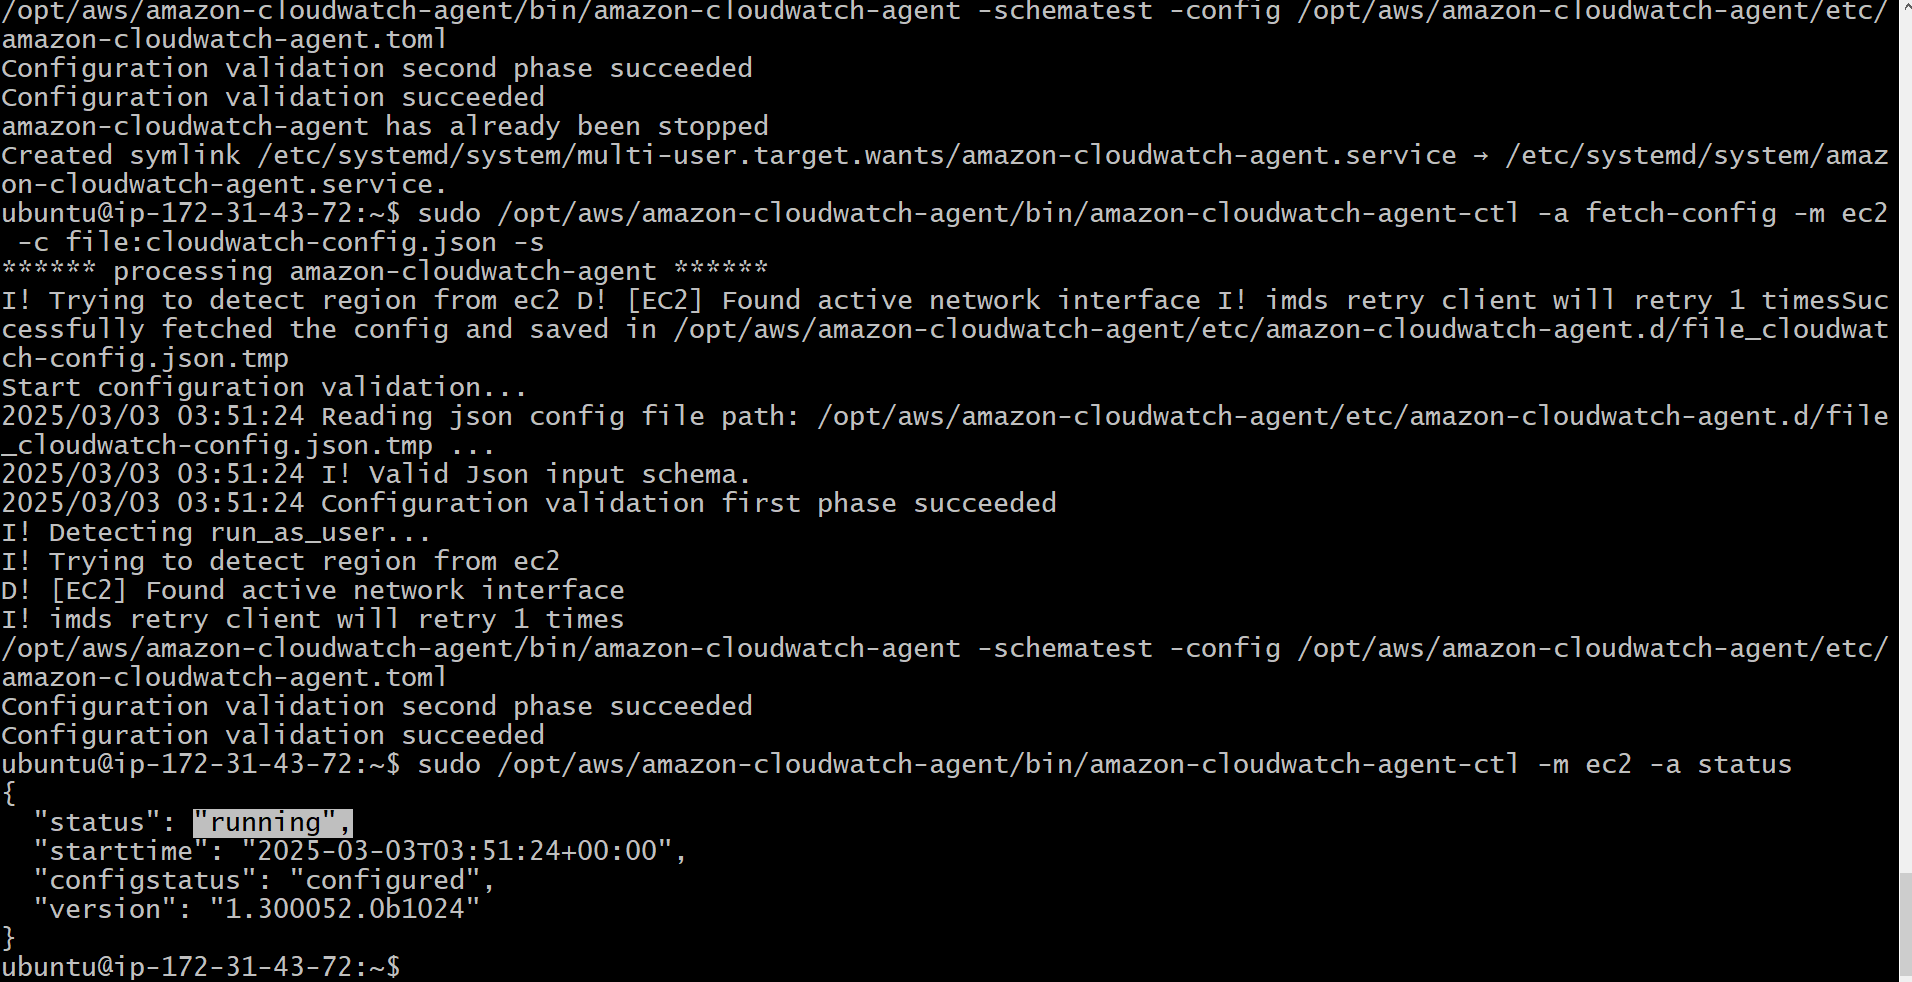 /opt/aws/amazon-cloudwatch-agent/bin/amazon-cloudwatch-agent -schematest -config /opt/aws/amazon-cloudwatch-agent/etc/
amazon-cloudwatch-agent.toml
Configuration validation second phase succeeded
Configuration validation succeeded
amazon-cloudwatch-agent has already been stopped
Created symlink /etc/systemd/system/multi-user.target.wants/amazon-cloudwatch-agent.service → /etc/systemd/system/amaz
on-cloudwatch-agent.service.
ubuntu@ip-172-31-43-72:~$ sudo /opt/aws/amazon-cloudwatch-agent/bin/amazon-cloudwatch-agent-ctl -a fetch-config -m ec2
 -c file:cloudwatch-config.json -s
****** processing amazon-cloudwatch-agent ******
I! Trying to detect region from ec2 D! [EC2] Found active network interface I! imds retry client will retry 1 timesSuc
cessfully fetched the config and saved in /opt/aws/amazon-cloudwatch-agent/etc/amazon-cloudwatch-agent.d/file_cloudwat
ch-config.json.tmp
Start configuration validation...
2025/03/03 03:51:24 Reading json config file path: /opt/aws/amazon-cloudwatch-agent/etc/amazon-cloudwatch-agent.d/file
_cloudwatch-config.json.tmp ...
2025/03/03 03:51:24 I! Valid Json input schema.
2025/03/03 03:51:24 Configuration validation first phase succeeded
I! Detecting run_as_user...
I! Trying to detect region from ec2
D! [EC2] Found active network interface
I! imds retry client will retry 1 times
/opt/aws/amazon-cloudwatch-agent/bin/amazon-cloudwatch-agent -schematest -config /opt/aws/amazon-cloudwatch-agent/etc/
amazon-cloudwatch-agent.toml
Configuration validation second phase succeeded
Configuration validation succeeded
ubuntu@ip-172-31-43-72:~$ sudo /opt/aws/amazon-cloudwatch-agent/bin/amazon-cloudwatch-agent-ctl -m ec2 -a status
{
  "status": "running",
  "starttime": "2025-03-03T03:51:24+00:00",
  "configstatus": "configured",
  "version": "1.300052.0b1024"
}
ubuntu@ip-172-31-43-72:~$